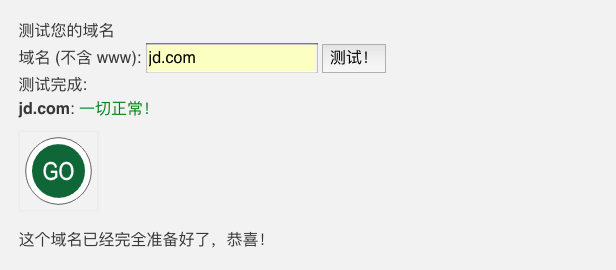 测试您的域名
域名 (不含 www): jd.com 测试！
测试完成:
jd.com: 一切正常！
GO
这个域名已经完全准备好了，恭喜！